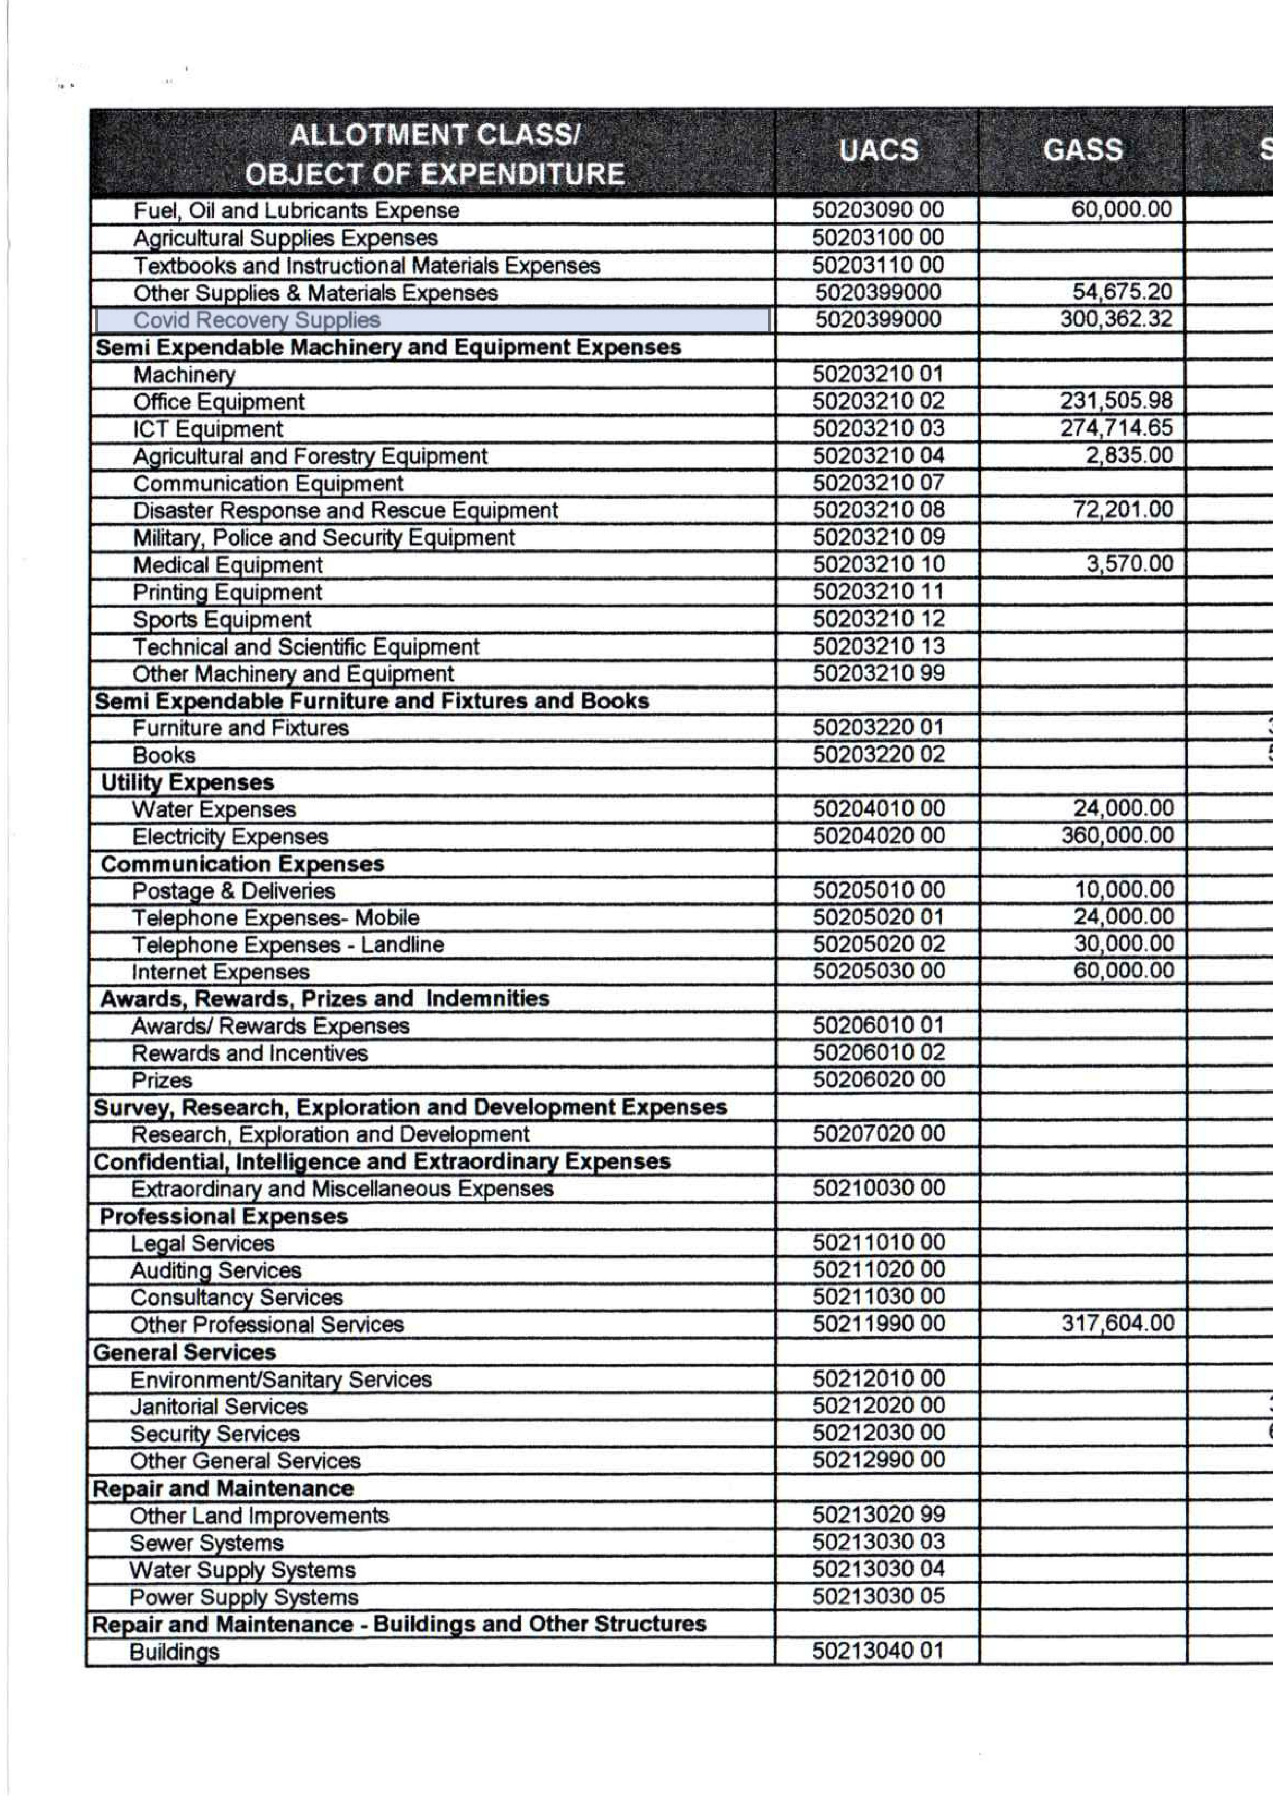 ALLOTMENT CLASS/ OBJECT OF EXPENDITURE UACS GASS S
Fuel, Oil and Lubricants Expense 50203090 00 60,000.00
Agricultural Supplies Expenses 50203100 00
Textbooks and Instructional Materials Expenses 50203110 00
Other Supplies & Materials Expenses 5020399000 54,675.20
Covid Recovery Supplies 5020399000 300,362.32
Semi Expendable Machinery and Equipment Expenses
Machinery 50203210 01
Office Equipment 50203210 02 231,505.98
ICT Equipment 50203210 03 274,714.65
Agricultural and Forestry Equipment 50203210 04 2,835.00
Communication Equipment 50203210 07
Disaster Response and Rescue Equipment 50203210 08 72,201.00
Military, Police and Security Equipment 50203210 09
Medical Equipment 50203210 10 3,570.00
Printing Equipment 50203210 11
Sports Equipment 50203210 12
Technical and Scientific Equipment 50203210 13
Other Machinery and Equipment 50203210 99
Semi Expendable Furniture and Fixtures and Books
Furniture and Fixtures 50203220 01
Books 50203220 02
Utility Expenses
Water Expenses 50204010 00 24,000.00
Electricity Expenses 50204020 00 360,000.00
Communication Expenses
Postage & Deliveries 50205010 00 10,000.00
Telephone Expenses- Mobile 50205020 01 24,000.00
Telephone Expenses - Landline 50205020 02 30,000.00
Internet Expenses 50205030 00 60,000.00
Awards, Rewards, Prizes and Indemnities
Awards/ Rewards Expenses 50206010 01
Rewards and Incentives 50206010 02
Prizes 50206020 00
Survey, Research, Exploration and Development Expenses
Research, Exploration and Development 50207020 00
Confidential, Intelligence and Extraordinary Expenses
Extraordinary and Miscellaneous Expenses 50210030 00
Professional Expenses
Legal Services 50211010 00
Auditing Services 50211020 00
Consultancy Services 50211030 00
Other Professional Services 50211990 00 317,604.00
General Services
Environment/Sanitary Services 50212010 00
Janitorial Services 50212020 00
Security Services 50212030 00
Other General Services 50212990 00
Repair and Maintenance
Other Land Improvements 50213020 99
Sewer Systems 50213030 03
Water Supply Systems 50213030 04
Power Supply Systems 50213030 05
Repair and Maintenance - Buildings and Other Structures
Buildings 50213040 01